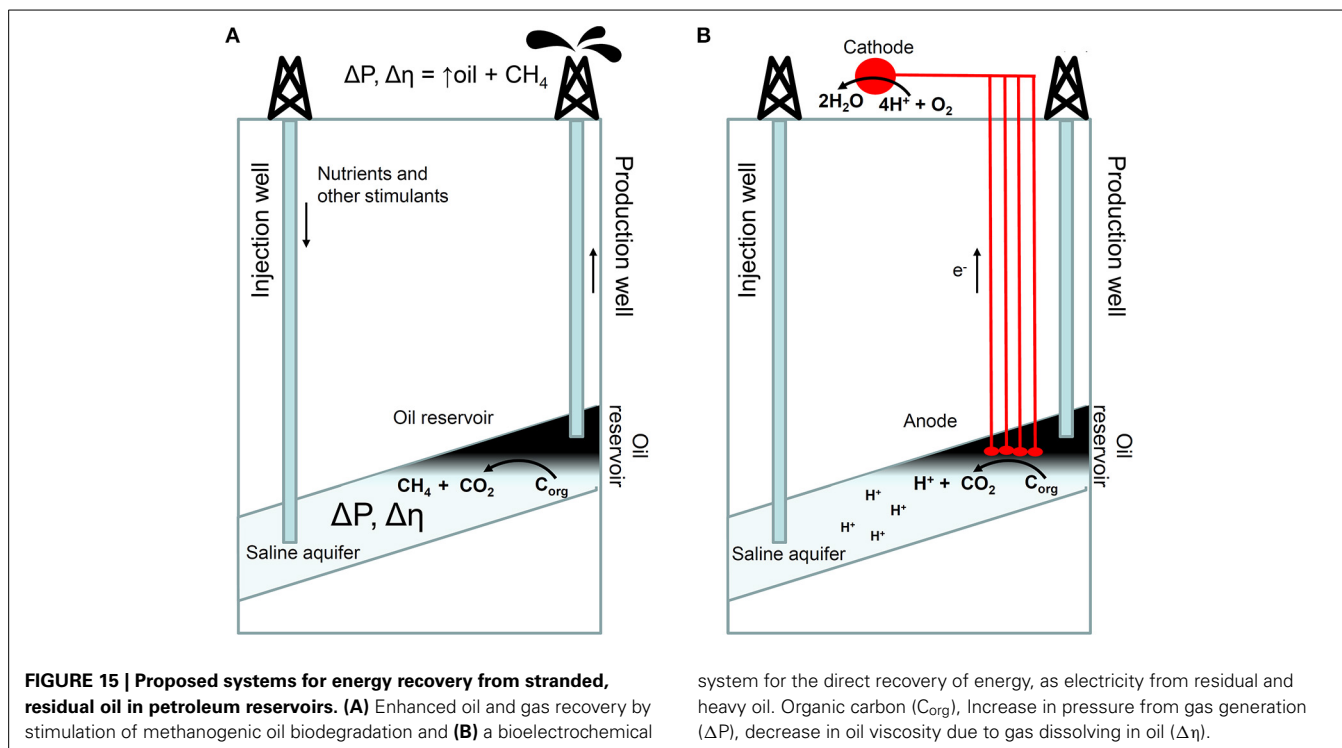 A
ΔP, Δη = ↑oil + CH4
Injection well
Nutrients and
other stimulants
Production well
Oil reservoir
Oil
reservoir
CH4 + CO2
Corg
ΔP, Δη
Saline aquifer
B
Cathode
2H2O
4H+ + O2
Injection well
e-
Production well
Anode
Oil
reservoir
H+ + CO2
Corg
H+
H+
H+
H+
H+
Saline aquifer
FIGURE 15 | Proposed systems for energy recovery from stranded,
residual oil in petroleum reservoirs. (A) Enhanced oil and gas recovery by
stimulation of methanogenic oil biodegradation and (B) a bioelectrochemical
system for the direct recovery of energy, as electricity from residual and
heavy oil. Organic carbon (Corg), Increase in pressure from gas generation
(ΔP), decrease in oil viscosity due to gas dissolving in oil (Δη).